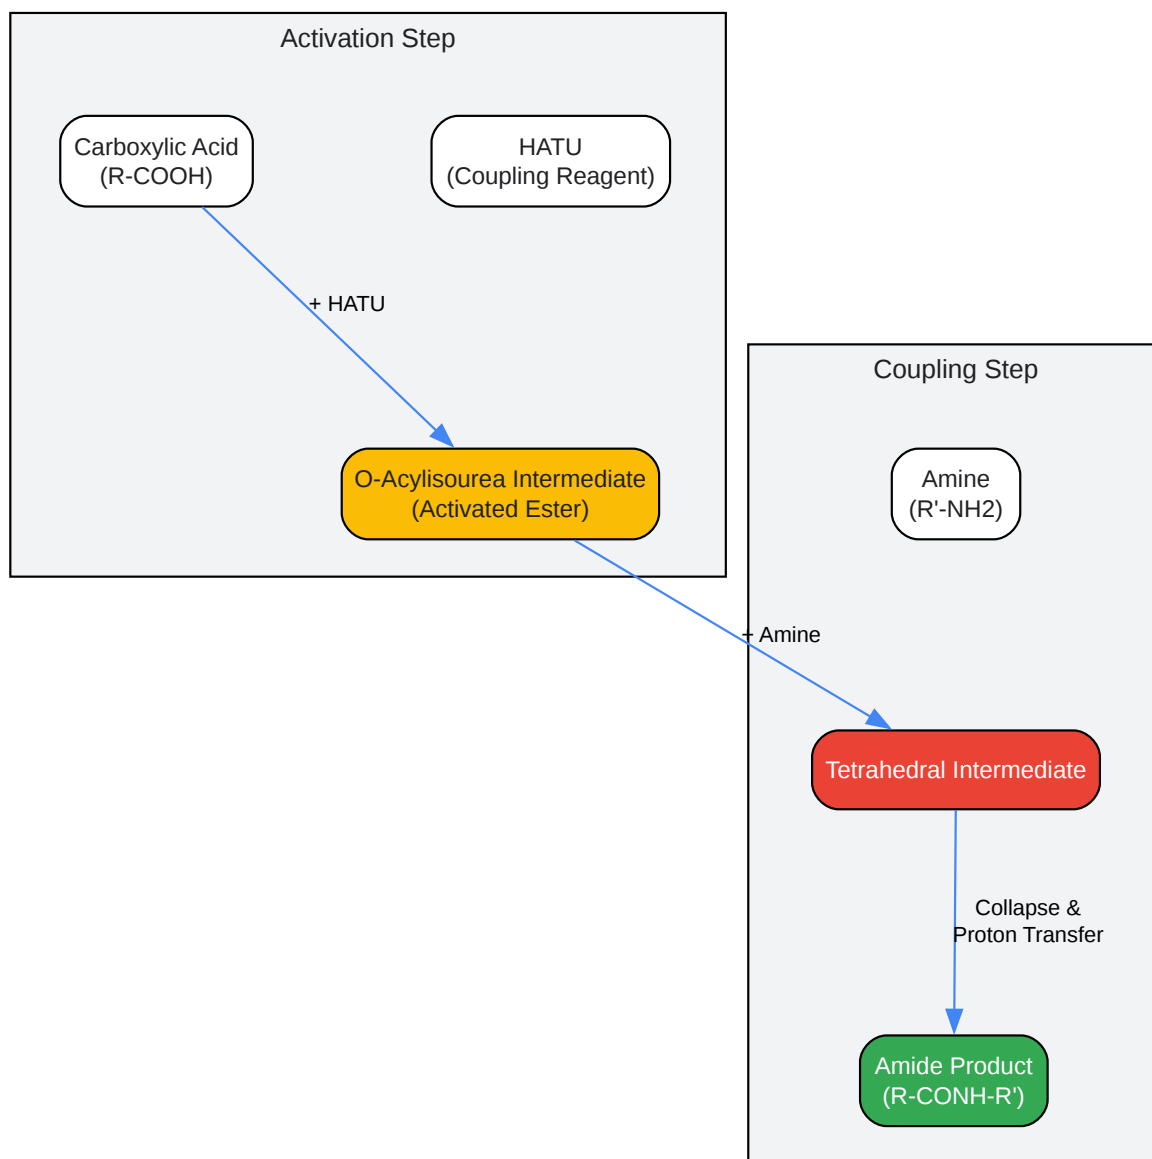 Activation Step
Carboxylic Acid
(R-COOH)
HATU
(Coupling Reagent)
+ HATU
O-Acylisourea Intermediate
(Activated Ester)
Coupling Step
Amine
(R'-NH2)
+ Amine
Tetrahedral Intermediate
Collapse &
Proton Transfer
Amide Product
(R-CONH-R')